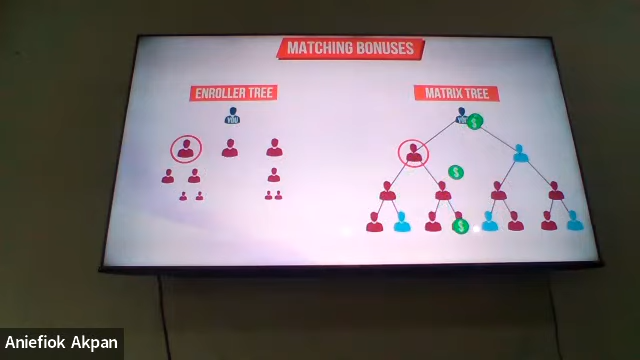 MATCHING BONUSES
ENROLLER TREE
MATRIX TREE
YOU
YOU
$
$
$
Aniefiok Akpan